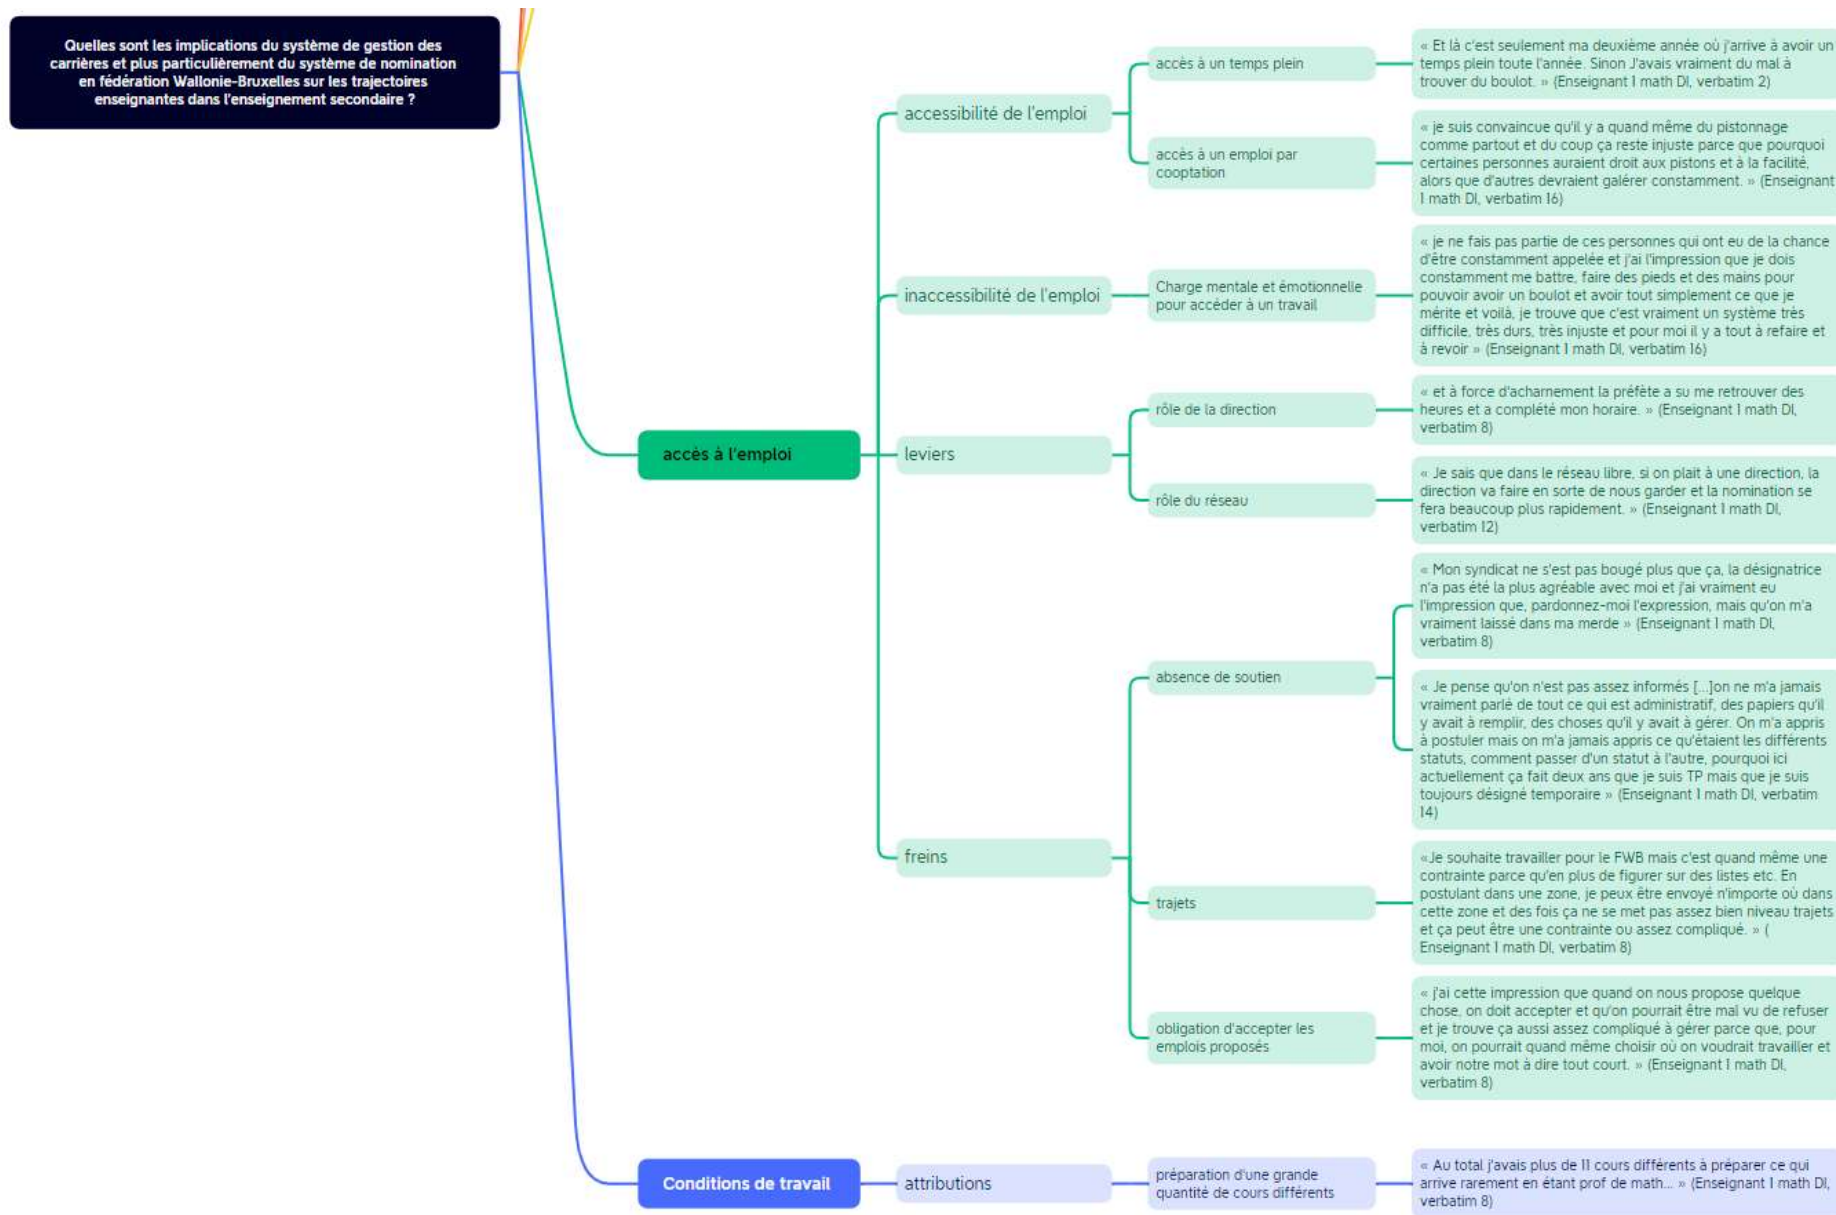 Quelles sont les implications du système de gestion des
carrières et plus particulièrement du système de nomination
en fédération Wallonie-Bruxelles sur les trajectoires
enseignantes dans l'enseignement secondaire ?
accès à l'emploi
accessibilité de l'emploi
accès à un temps plein
« Et là c'est seulement ma deuxième année où j'arrive à avoir un
temps plein toute l'année. Sinon J'avais vraiment du mal à
trouver du boulot. » (Enseignant 1 math DI, verbatim 2)
accès à un emploi par
cooptation
« je suis convaincue qu'il y a quand même du pistonnage
comme partout et du coup ça reste injuste parce que pourquoi
certaines personnes auraient droit aux pistons et à la facilité,
alors que d'autres devraient galérer constamment. » (Enseignant
1 math DI, verbatim 16)
inaccessibilité de l'emploi
Charge mentale et émotionnelle
pour accéder à un travail
« je ne fais pas partie de ces personnes qui ont eu de la chance
d'être constamment appelée et j'ai l'impression que je dois
constamment me battre, faire des pieds et des mains pour
pouvoir avoir un boulot et avoir tout simplement ce que je
mérite et voilà, je trouve que c'est vraiment un système très
difficile, très durs, très injuste et pour moi il y a tout à refaire et
à revoir » (Enseignant 1 math DI, verbatim 16)
leviers
rôle de la direction
« et à force d'acharnement la préfète a su me retrouver des
heures et a complété mon horaire. » (Enseignant 1 math DI,
verbatim 8)
rôle du réseau
« Je sais que dans le réseau libre, si on plait à une direction, la
direction va faire en sorte de nous garder et la nomination se
fera beaucoup plus rapidement. » (Enseignant 1 math DI,
verbatim 12)
freins
absence de soutien
« Mon syndicat ne s'est pas bougé plus que ça, la désignatrice
n'a pas été la plus agréable avec moi et j'ai vraiment eu
l'impression que, pardonnez-moi l'expression, mais qu'on m'a
vraiment laissé dans ma merde » (Enseignant 1 math DI,
verbatim 8)
« Je pense qu'on n'est pas assez informés [...]on ne m'a jamais
vraiment parlé de tout ce qui est administratif, des papiers qu'il
y avait à remplir, des choses qu'il y avait à gérer. On m'a appris
à postuler mais on m'a jamais appris ce qu'étaient les différents
statuts, comment passer d'un statut à l'autre, pourquoi ici
actuellement ça fait deux ans que je suis TP mais que je suis
toujours désigné temporaire » (Enseignant 1 math DI, verbatim
14)
trajets
«Je souhaite travailler pour le FWB mais c'est quand même une
contrainte parce qu'en plus de figurer sur des listes etc. En
postulant dans une zone, je peux être envoyé n'importe où dans
cette zone et des fois ça ne se met pas assez bien niveau trajets
et ça peut être une contrainte ou assez compliqué. » (
Enseignant 1 math DI, verbatim 8)
obligation d'accepter les
emplois proposés
« j'ai cette impression que quand on nous propose quelque
chose, on doit accepter et qu'on pourrait être mal vu de refuser
et je trouve ça aussi assez compliqué à gérer parce que, pour
moi, on pourrait quand même choisir où on voudrait travailler et
avoir notre mot à dire tout court. » (Enseignant 1 math DI,
verbatim 8)
Conditions de travail
attributions
préparation d'une grande
quantité de cours différents
« Au total j'avais plus de 11 cours différents à préparer ce qui
arrive rarement en étant prof de math... » (Enseignant 1 math DI,
verbatim 8)